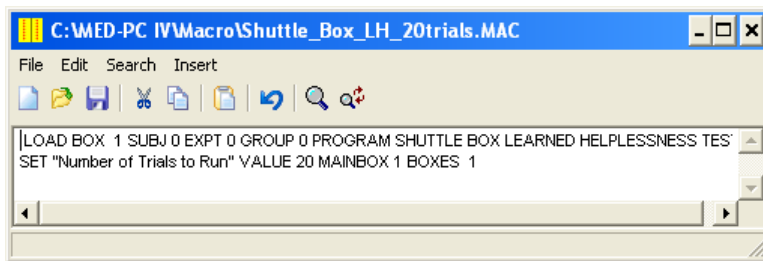 C:\MED-PC IV\Macro\Shuttle_Box_LH_20trials.MAC
File Edit Search Insert
LOAD BOX 1 SUBJ 0 EXPT 0 GROUP 0 PROGRAM SHUTTLE BOX LEARNED HELPLESSNESS TES
SET "Number of Trials to Run" VALUE 20 MAINBOX 1 BOXES 1